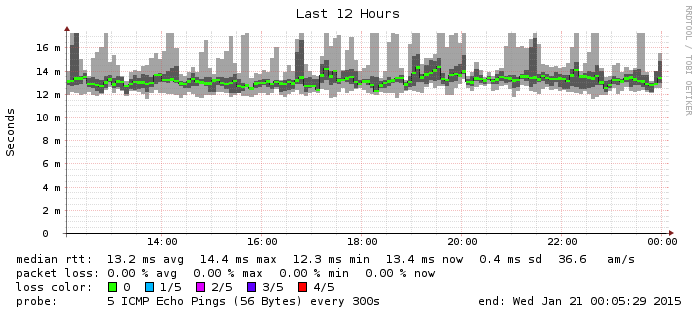 Last 12 Hours
RRDTOOL / TOBI OETIKER
Seconds
16 m
14 m
12 m
10 m
8 m
6 m
4 m
2 m
0
14:00 16:00 18:00 20:00 22:00 00:00
median rtt: 13.2 ms avg 14.4 ms max 12.3 ms min 13.4 ms now 0.4 ms sd 36.6 am/s
packet loss: 0.00 % avg 0.00 % max 0.00 % min 0.00 % now
loss color: 0 1/5 2/5 3/5 4/5
probe: 5 ICMP Echo Pings (56 Bytes) every 300s end: Wed Jan 21 00:05:29 2015